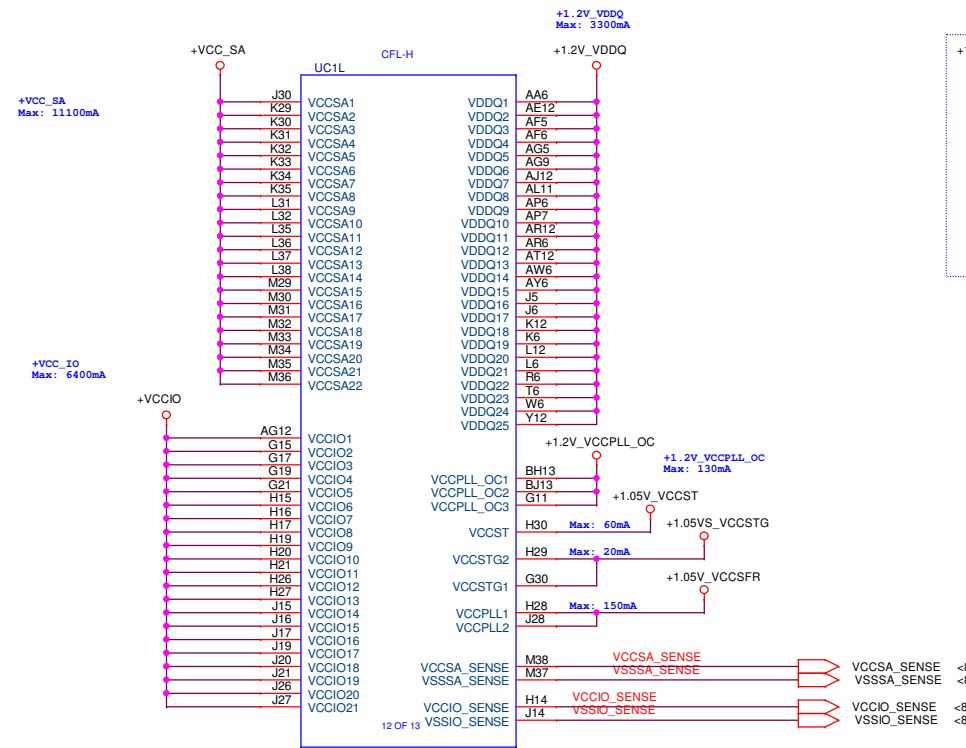 +1.2V_VDDQ
Max: 3300mA
+VCC_SA
CFL-H
+1.2V_VDDQ
UC1L
+VCC_SA
Max: 11100mA
J30 VCCSA1 VDDQ1 AA6
K29 VCCSA2 VDDQ2 AE12
K30 VCCSA3 VDDQ3 AF5
K31 VCCSA4 VDDQ4 AF6
K32 VCCSA5 VDDQ5 AG5
K33 VCCSA6 VDDQ6 AG9
K34 VCCSA7 VDDQ7 AJ12
K35 VCCSA8 VDDQ8 AL11
L31 VCCSA9 VDDQ9 AP6
L32 VCCSA10 VDDQ10 AP7
L35 VCCSA11 VDDQ11 AR12
L36 VCCSA12 VDDQ12 AR6
L37 VCCSA13 VDDQ13 AT12
L38 VCCSA14 VDDQ14 AW6
M29 VCCSA15 VDDQ15 AY6
M30 VCCSA16 VDDQ16 J5
M31 VCCSA17 VDDQ17 J6
M32 VCCSA18 VDDQ18 K12
M33 VCCSA19 VDDQ19 K6
M34 VCCSA20 VDDQ20 L12
M35 VCCSA21 VDDQ21 L6
M36 VCCSA22 VDDQ22 R6
VDDQ23 T6
VDDQ24 W6
VDDQ25 Y12
+VCC_IO
Max: 6400mA
+VCCIO
+1.2V_VCCPLL_OC
+1.2V_VCCPLL_OC
Max: 130mA
AG12 VCCIO1
G15 VCCIO2
G17 VCCIO3
G19 VCCIO4 VCCPLL_OC1 BH13
G21 VCCIO5 VCCPLL_OC2 BJ13
H15 VCCIO6 VCCPLL_OC3 G11
+1.05V_VCCST
H16 VCCIO7
H17 VCCIO8 VCCST H30 Max: 60mA
+1.05VS_VCCSTG
H19 VCCIO9
H20 VCCIO10 VCCSTG2 H29 Max: 20mA
H21 VCCIO11
H26 VCCIO12 VCCSTG1 G30
+1.05V_VCCSFR
H27 VCCIO13
J15 VCCIO14 VCCPLL1 H28 Max: 150mA
J16 VCCIO15 VCCPLL2 J28
J17 VCCIO16
J19 VCCIO17
J20 VCCIO18 VCCSA_SENSE M38 VCCSA_SENSE VCCSA_SENSE <8
J21 VCCIO19 VSSSA_SENSE M37 VSSSA_SENSE VSSSA_SENSE <8
J26 VCCIO20
J27 VCCIO21 VCCIO_SENSE H14 VCCIO_SENSE VCCIO_SENSE <8
12 OF 13 VSSIO_SENSE J14 VSSIO_SENSE VSSIO_SENSE <8